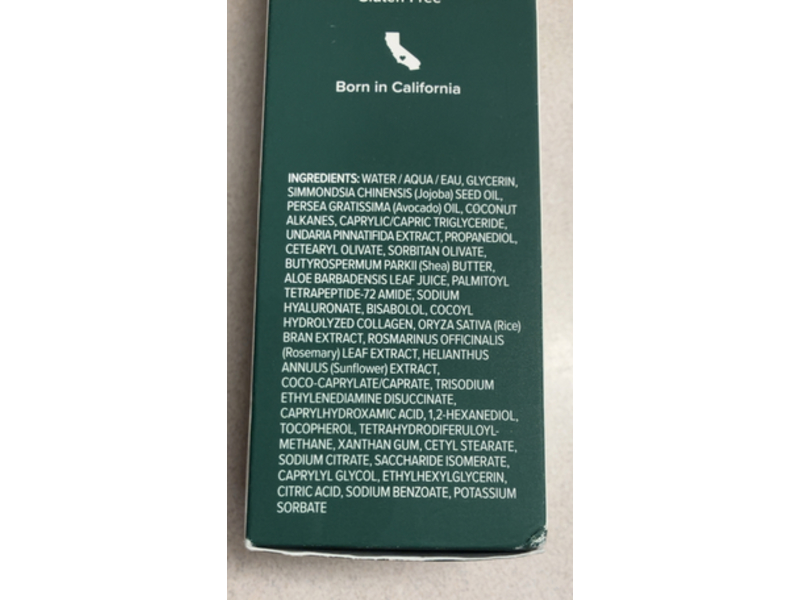 Gluten Free
Born in California
INGREDIENTS: WATER / AQUA / EAU, GLYCERIN,
SIMMONDSIA CHINENSIS (Jojoba) SEED OIL,
PERSEA GRATISSIMA (Avocado) OIL, COCONUT
ALKANES, CAPRYLIC/CAPRIC TRIGLYCERIDE,
UNDARIA PINNATIFIDA EXTRACT, PROPANEDIOL,
CETEARYL OLIVATE, SORBITAN OLIVATE,
BUTYROSPERMUM PARKII (Shea) BUTTER,
ALOE BARBADENSIS LEAF JUICE, PALMITOYL
TETRAPEPTIDE-72 AMIDE, SODIUM
HYALURONATE, BISABOLOL, COCOYL
HYDROLYZED COLLAGEN, ORYZA SATIVA (Rice)
BRAN EXTRACT, ROSMARINUS OFFICINALIS
(Rosemary) LEAF EXTRACT, HELIANTHUS
ANNUUS (Sunflower) EXTRACT,
COCO-CAPRYLATE/CAPRATE, TRISODIUM
ETHYLENEDIAMINE DISUCCINATE,
CAPRYLHYDROXAMIC ACID, 1,2-HEXANEDIOL,
TOCOPHEROL, TETRAHYDRODIFERULOYL-
METHANE, XANTHAN GUM, CETYL STEARATE,
SODIUM CITRATE, SACCHARIDE ISOMERATE,
CAPRYLYL GLYCOL, ETHYLHEXYLGLYCERIN,
CITRIC ACID, SODIUM BENZOATE, POTASSIUM
SORBATE